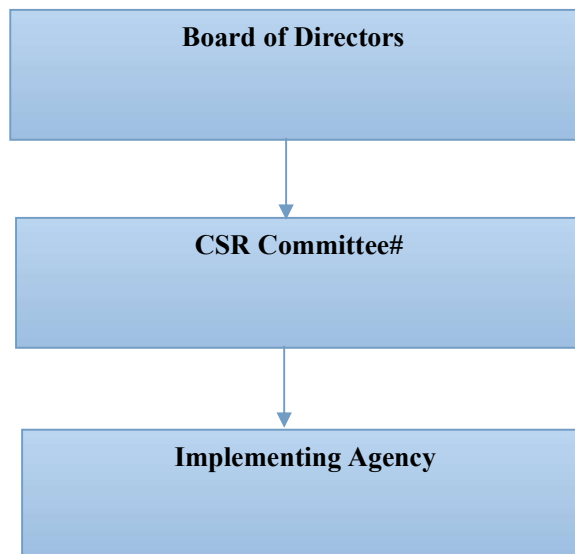 Board of Directors
CSR Committee#
Implementing Agency